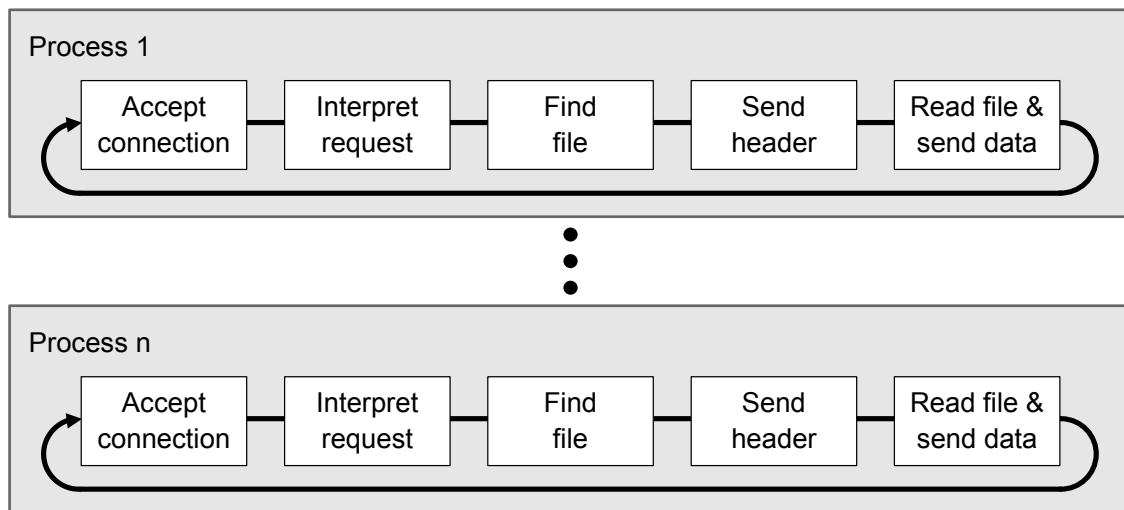 Process 1
Accept
connection
Interpret
request
Find
file
Send
header
Read file &
send data
Process n
Accept
connection
Interpret
request
Find
file
Send
header
Read file &
send data